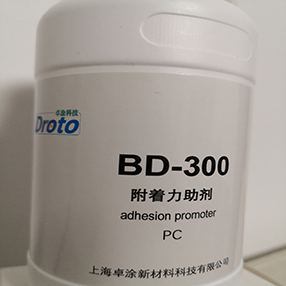 卓涂科技
Droto
BD-300
附着力助剂
adhesion promoter
PC
上海卓涂新材料科技有限公司